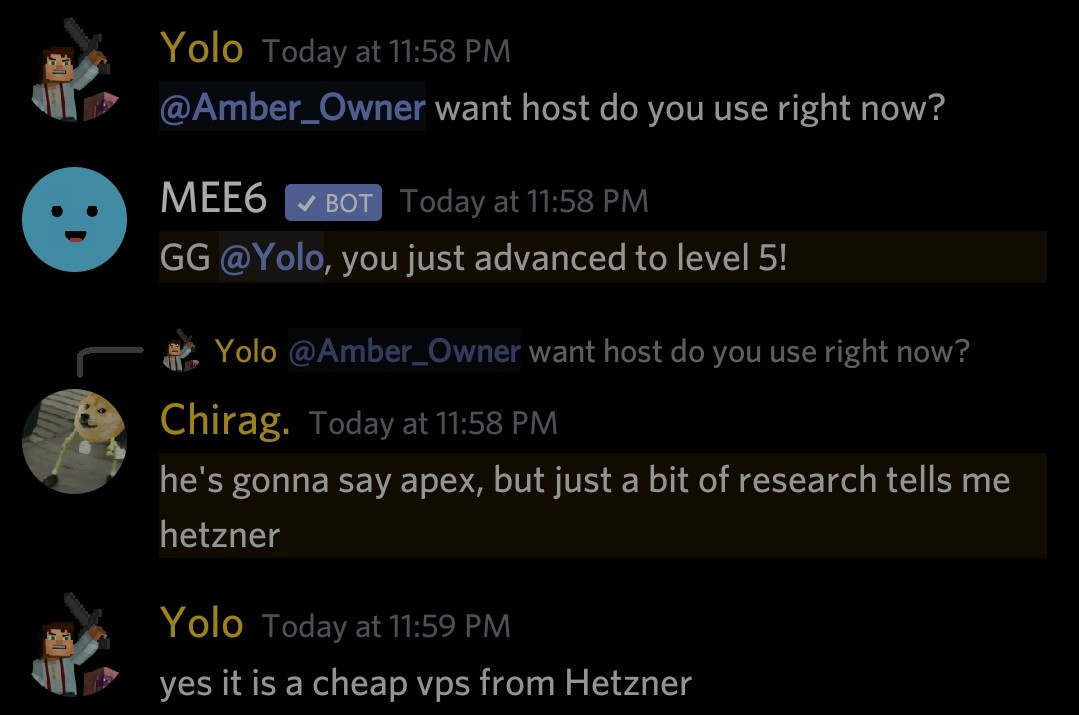 Yolo Today at 11:58 PM
@Amber_Owner want host do you use right now?
MEE6 ✓ BOT Today at 11:58 PM
GG @Yolo, you just advanced to level 5!
Yolo @Amber_Owner want host do you use right now?
Chirag. Today at 11:58 PM
he's gonna say apex, but just a bit of research tells me
hetzner
Yolo Today at 11:59 PM
yes it is a cheap vps from Hetzner